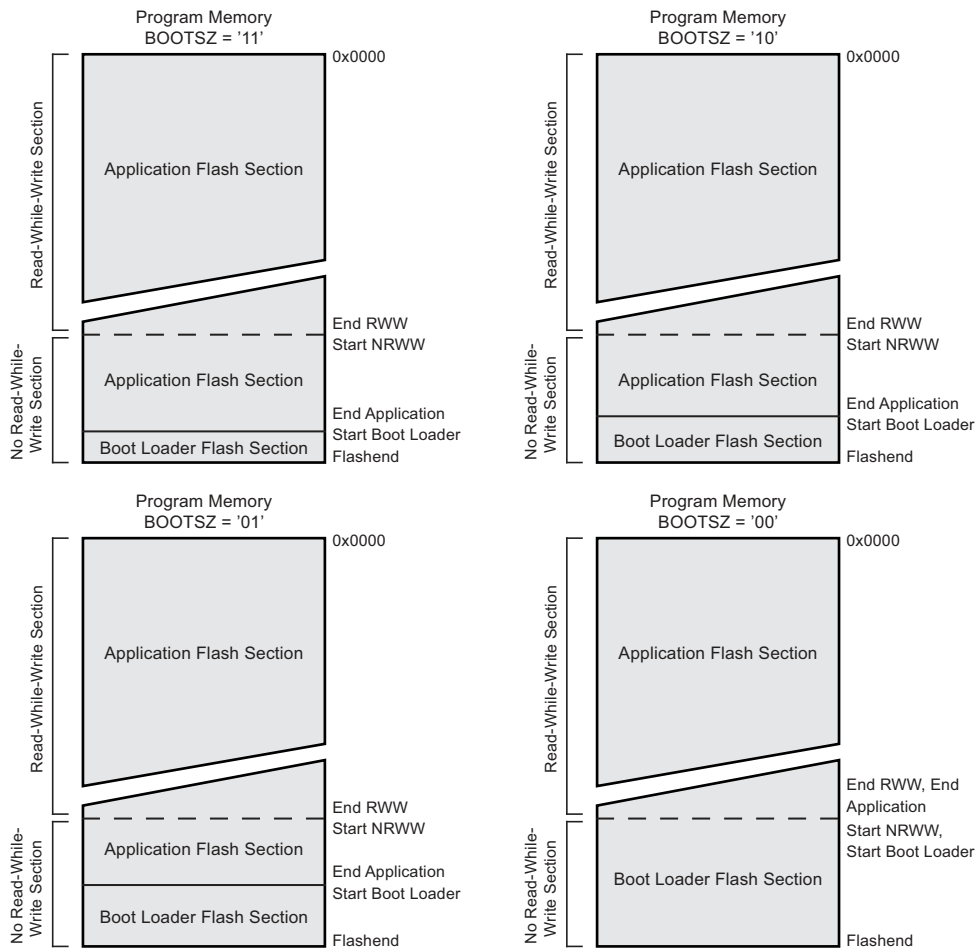 Program Memory
BOOTSZ = ’11’
0x0000
Read-While-Write Section
Application Flash Section
End RWW
Start NRWW
No Read-While-
Write Section
Application Flash Section
End Application
Start Boot Loader
Boot Loader Flash Section
Flashend
Program Memory
BOOTSZ = ’10’
0x0000
Read-While-Write Section
Application Flash Section
End RWW
Start NRWW
No Read-While-
Write Section
Application Flash Section
End Application
Start Boot Loader
Boot Loader Flash Section
Flashend
Program Memory
BOOTSZ = ’01’
Read-While-Write Section
Application Flash Section
End RWW
Start NRWW
No Read-While-
Write Section
Application Flash Section
End Application
Start Boot Loader
Boot Loader Flash Section
Flashend
Program Memory
BOOTSZ = ’00’
0x0000
Read-While-Write Section
Application Flash Section
End RWW, End
Application
Start NRWW,
Start Boot Loader
No Read-While-
Write Section
Boot Loader Flash Section
Flashend